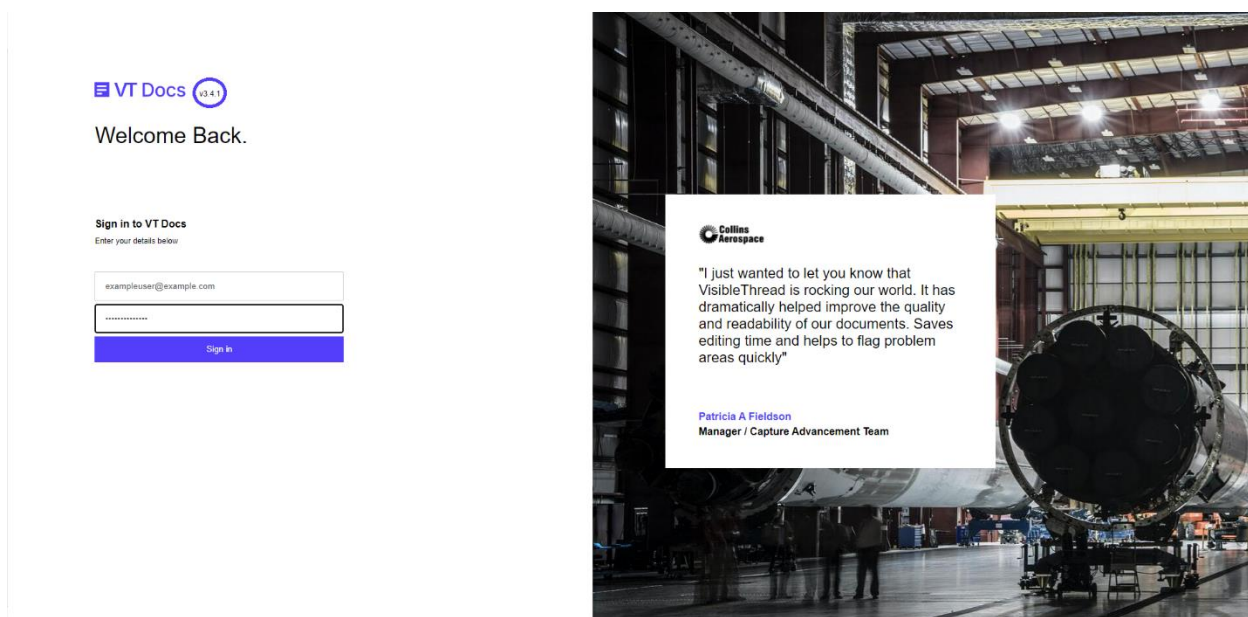 VT Docs v3.4.1
Welcome Back.
Sign in to VT Docs
Enter your details below
exampleuser@example.com
••••••••••••••
Sign in
Collins
Aerospace
"I just wanted to let you know that
VisibleThread is rocking our world. It has
dramatically helped improve the quality
and readability of our documents. Saves
editing time and helps to flag problem
areas quickly"
Patricia A Fieldson
Manager / Capture Advancement Team
3